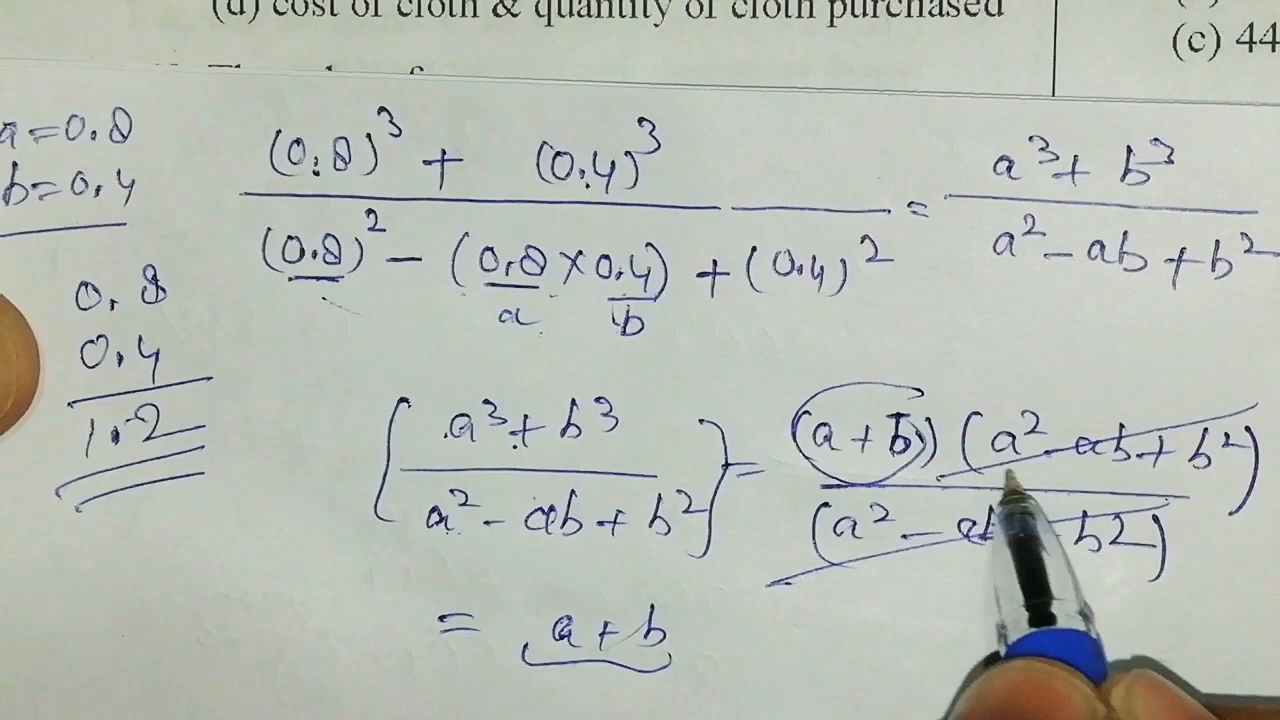 (d) cost of cloth & quantity of cloth purchased
(c) 44
a=0.8
b=0.4
(0.8)³ + (0.4)³
(0.8)² - (0.8×0.4) + (0.4)²
a b
= a³+b³
a²-ab+b²
0.8
0.4
1.2
[a³+b³
a²-ab+b²]
= (a+b)(a²-ab+b²)
(a²-ab b2)
= a+b